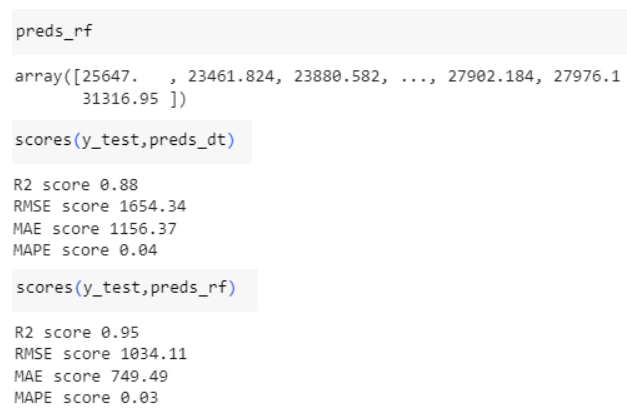 preds_rf
array([25647.   , 23461.824, 23880.582, ..., 27902.184, 27976.1
31316.95 ])
scores(y_test,preds_dt)
R2 score 0.88
RMSE score 1654.34
MAE score 1156.37
MAPE score 0.04
scores(y_test,preds_rf)
R2 score 0.95
RMSE score 1034.11
MAE score 749.49
MAPE score 0.03